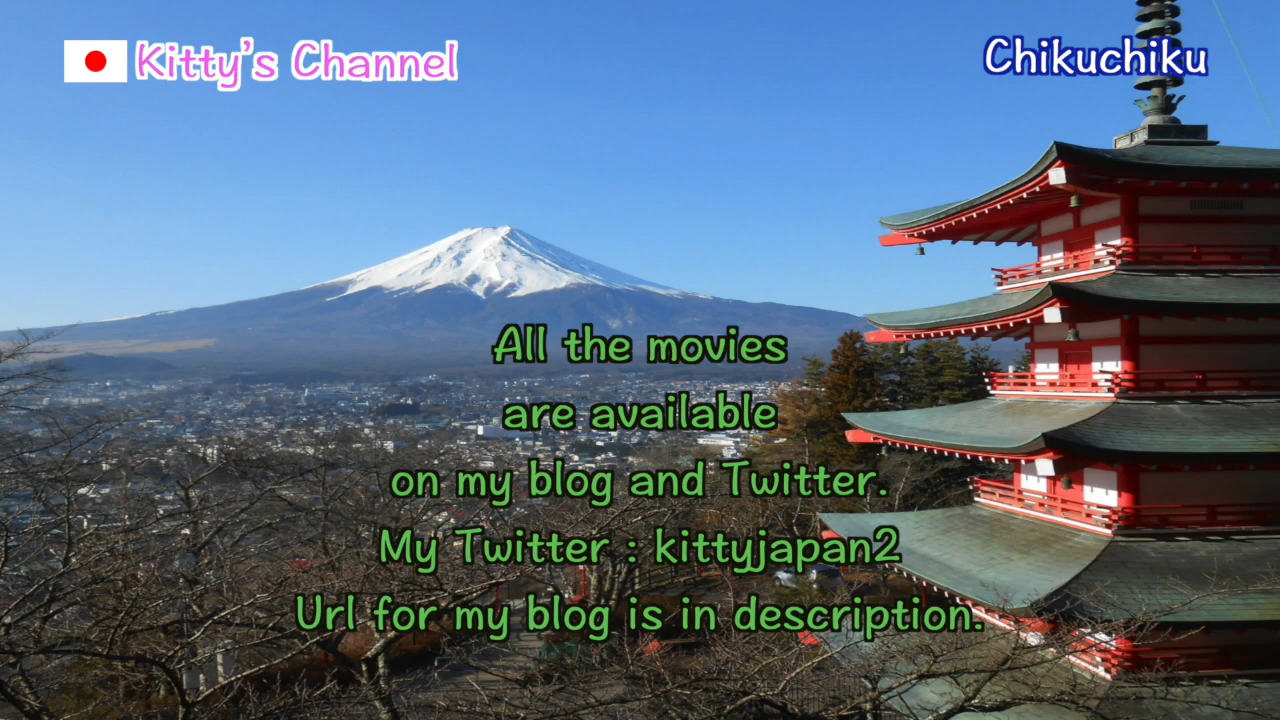 Kitty's Channel
Chikuchiku
All the movies
are available
on my blog and Twitter.
My Twitter : kittyjapan2
Url for my blog is in description.